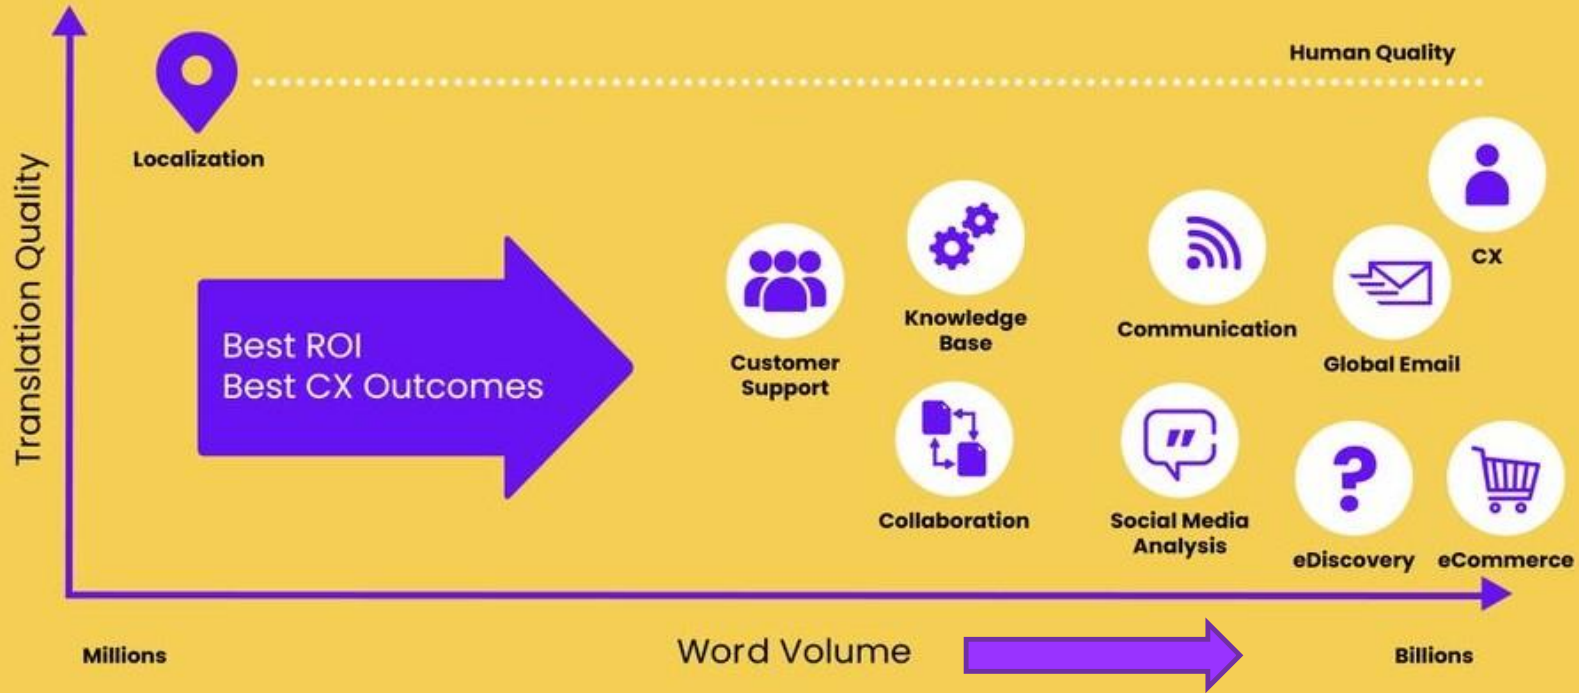 Human Quality
Localization
Translation Quality
Best ROI
Best CX Outcomes
CX
Knowledge
Base
Communication
Global Email
Customer
Support
Collaboration
Social Media
Analysis
eDiscovery
eCommerce
Millions
Word Volume
Billions